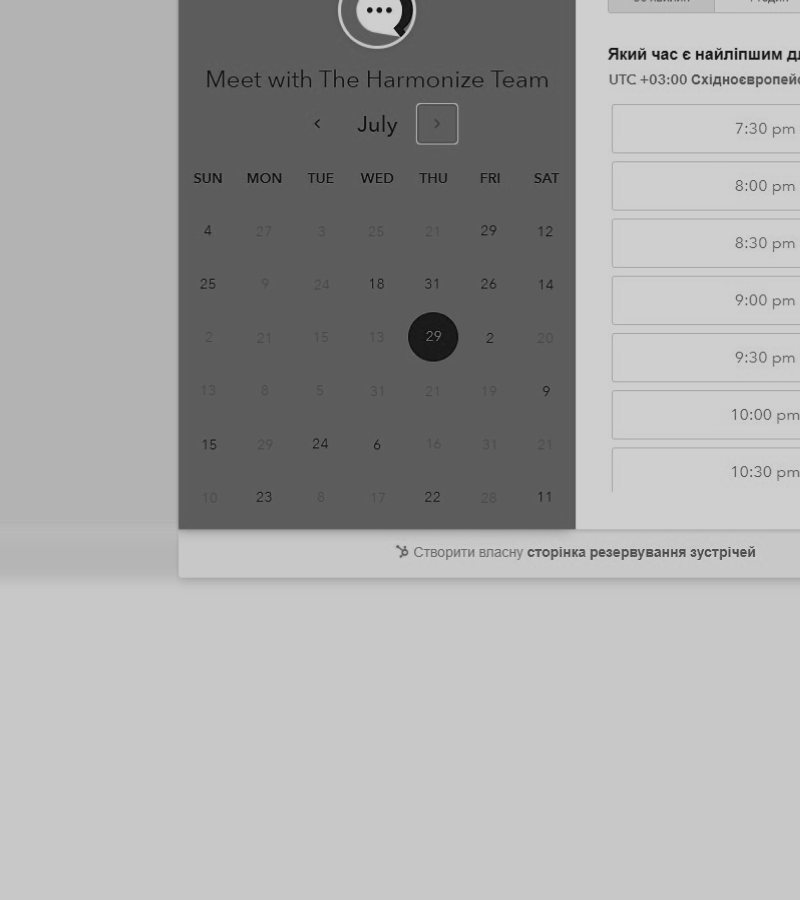 Meet with The Harmonize Team
July
SUN MON TUE WED THU FRI SAT
4 27 3 25 21 29 12
25 9 24 18 31 26 14
2 21 15 13 29 2 20
13 8 5 31 21 19 9
15 29 24 6 16 31 21
10 23 8 17 22 28 11
Який час є найліпшим
UTC +03:00
7:30 pm
8:00 pm
8:30 pm
9:00 pm
9:30 pm
10:00 pm
10:30 pm
Створити власну сторінка резервування зустрічей